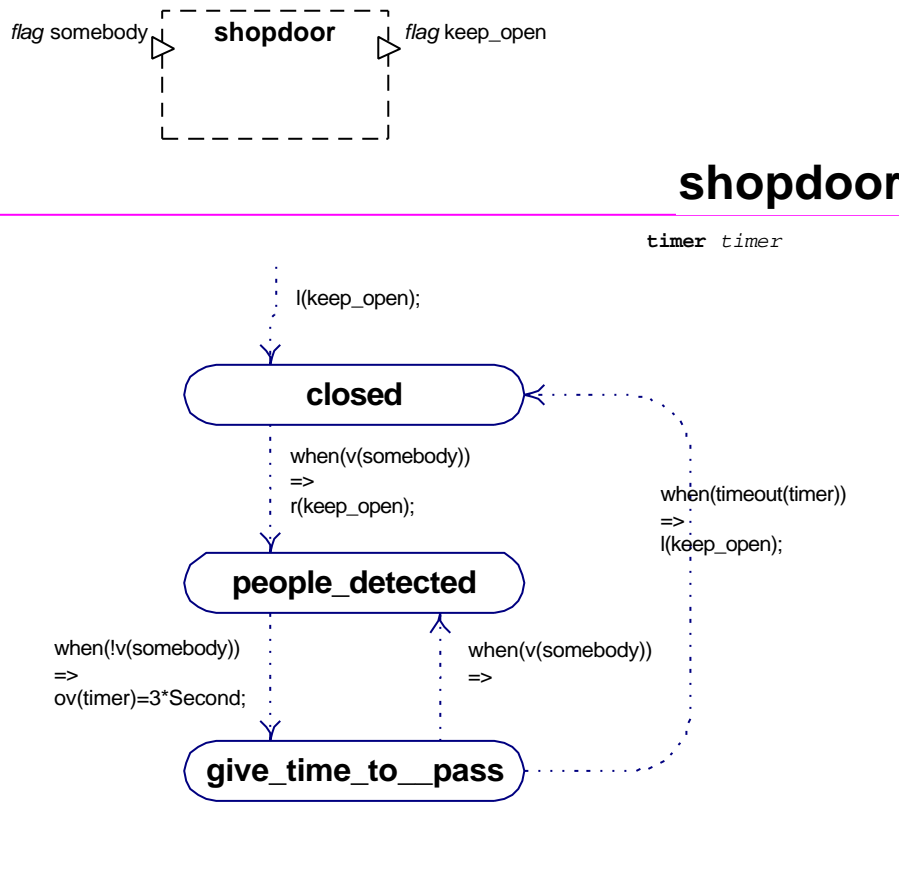 flag somebody
shopdoor
flag keep_open
shopdoor
timer timer
l(keep_open);
closed
when(v(somebody))
=>
r(keep_open);
when(timeout(timer))
=>
l(keep_open);
people_detected
when(!v(somebody))
=>
ov(timer)=3*Second;
when(v(somebody))
=>
give_time_to__pass